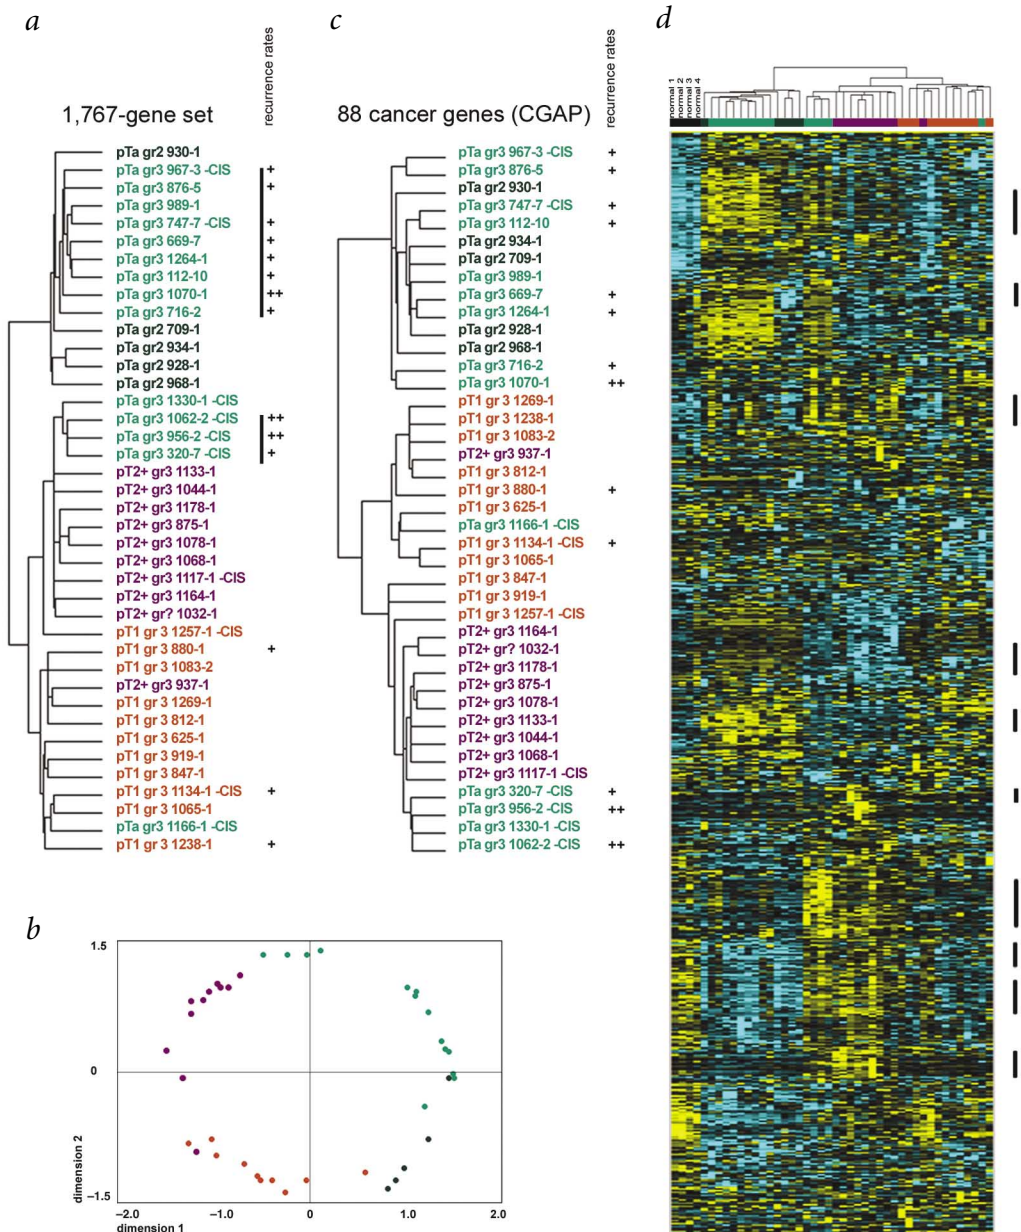 a
recurrence rates
1,767-gene set
pTa gr2 930-1
pTa gr3 967-3 -CIS +
pTa gr3 876-5 +
pTa gr3 989-1
pTa gr3 747-7 -CIS +
pTa gr3 669-7 +
pTa gr3 1264-1 +
pTa gr3 112-10 +
pTa gr3 1070-1 ++
pTa gr3 716-2 +
pTa gr2 709-1
pTa gr2 934-1
pTa gr2 928-1
pTa gr2 968-1
pTa gr3 1330-1 -CIS
pTa gr3 1062-2 -CIS ++
pTa gr3 956-2 -CIS ++
pTa gr3 320-7 -CIS +
pT2+ gr3 1133-1
pT2+ gr3 1044-1
pT2+ gr3 1178-1
pT2+ gr3 875-1
pT2+ gr3 1078-1
pT2+ gr3 1068-1
pT2+ gr3 1117-1 -CIS
pT2+ gr3 1164-1
pT2+ gr? 1032-1
pT1 gr 3 1257-1 -CIS
pT1 gr 3 880-1 +
pT1 gr 3 1083-2
pT2+ gr3 937-1
pT1 gr 3 1269-1
pT1 gr 3 812-1
pT1 gr 3 625-1
pT1 gr 3 919-1
pT1 gr 3 847-1
pT1 gr 3 1134-1 -CIS +
pT1 gr 3 1065-1
pTa gr3 1166-1 -CIS
pT1 gr 3 1238-1 +
c
recurrence rates
88 cancer genes (CGAP)
pTa gr3 967-3 -CIS +
pTa gr3 876-5 +
pTa gr2 930-1
pTa gr3 747-7 -CIS +
pTa gr3 112-10 +
pTa gr2 934-1
pTa gr2 709-1
pTa gr3 989-1
pTa gr3 669-7 +
pTa gr3 1264-1 +
pTa gr2 928-1
pTa gr2 968-1
pTa gr3 716-2 +
pTa gr3 1070-1 ++
pT1 gr 3 1269-1
pT1 gr 3 1238-1
pT1 gr 3 1083-2
pT2+ gr3 937-1
pT1 gr 3 812-1
pT1 gr 3 880-1 +
pT1 gr 3 625-1
pTa gr3 1166-1 -CIS
pT1 gr 3 1134-1 -CIS +
pT1 gr 3 1065-1
pT1 gr 3 847-1
pT1 gr 3 919-1
pT1 gr 3 1257-1 -CIS
pT2+ gr3 1164-1
pT2+ gr? 1032-1
pT2+ gr3 1178-1
pT2+ gr3 875-1
pT2+ gr3 1078-1
pT2+ gr3 1133-1
pT2+ gr3 1044-1
pT2+ gr3 1068-1
pT2+ gr3 1117-1 -CIS
pTa gr3 320-7 -CIS +
pTa gr3 956-2 -CIS ++
pTa gr3 1330-1 -CIS
pTa gr3 1062-2 -CIS ++
d
normal 1
normal 2
normal 3
normal 4
b
1.5
0
–1.5
dimension 2
–2.0 –1.0 0 1.0 2.0
dimension 1